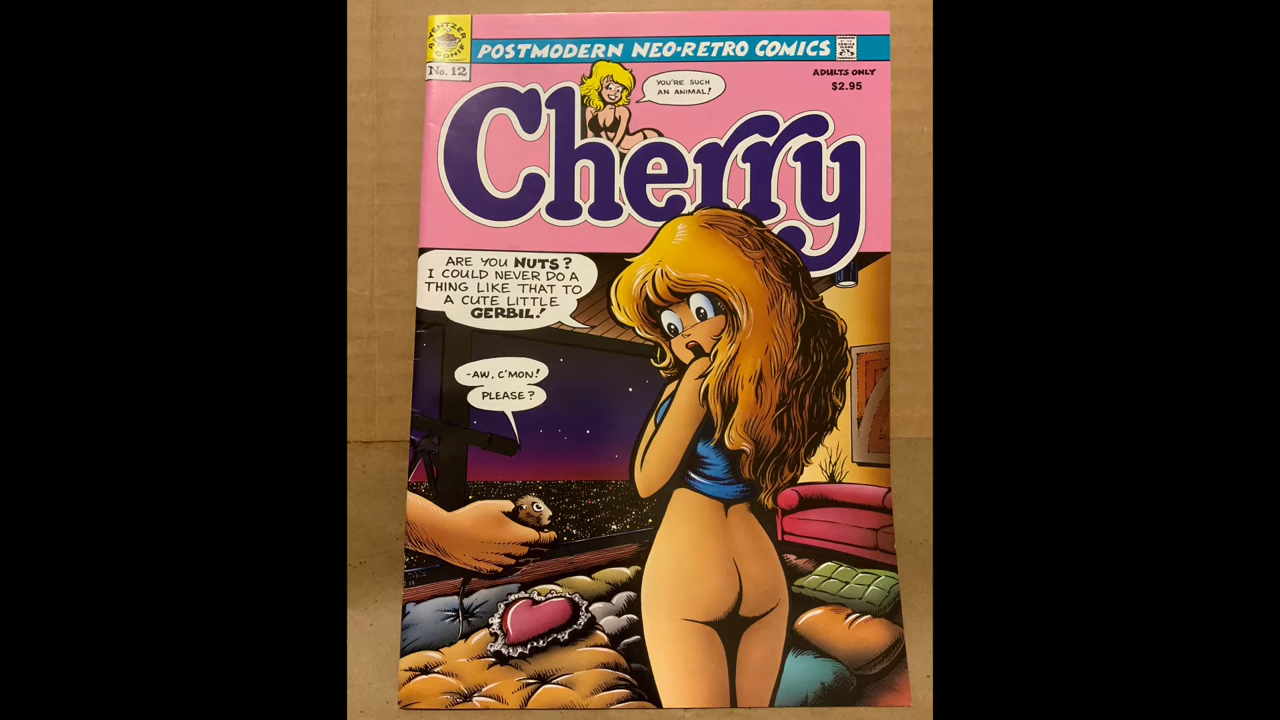 POSTMODERN NEO-RETRO COMICS
No. 12
ADULTS ONLY
$2.95
YOU'RE SUCH
AN ANIMAL!
Cherry
ARE YOU NUTS?
I COULD NEVER DO A
THING LIKE THAT TO
A CUTE LITTLE
GERBIL!
-AW, C'MON!
PLEASE?